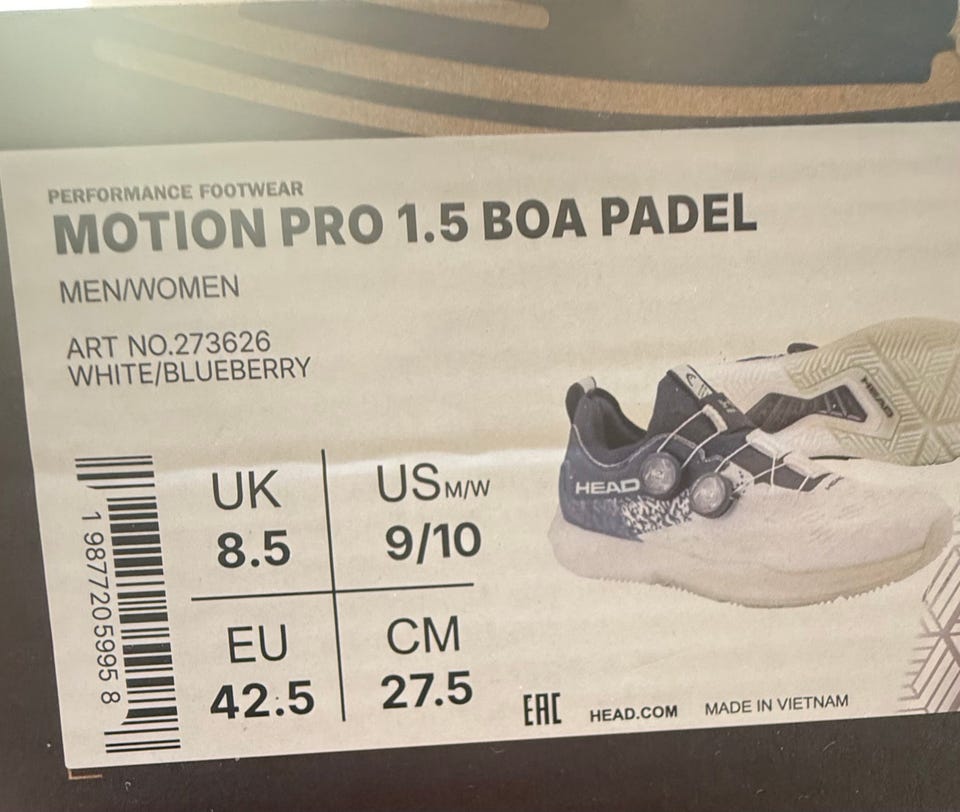 PERFORMANCE FOOTWEAR
MOTION PRO 1.5 BOA PADEL
MEN/WOMEN
ART NO.273626
WHITE/BLUEBERRY
HEAD
HEAD
1 98772 05995 8
UK
8.5
US M/W
9/10
EU
42.5
CM
27.5
EAC
HEAD.COM
MADE IN VIETNAM